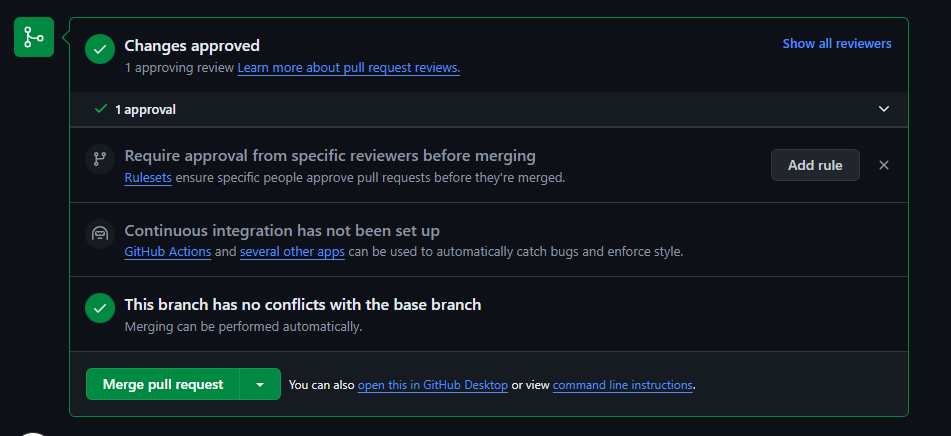 Changes approved
Show all reviewers
1 approving review Learn more about pull request reviews.
1 approval
Require approval from specific reviewers before merging
Rulesets ensure specific people approve pull requests before they're merged.
Add rule
Continuous integration has not been set up
GitHub Actions and several other apps can be used to automatically catch bugs and enforce style.
This branch has no conflicts with the base branch
Merging can be performed automatically.
Merge pull request
You can also open this in GitHub Desktop or view command line instructions.